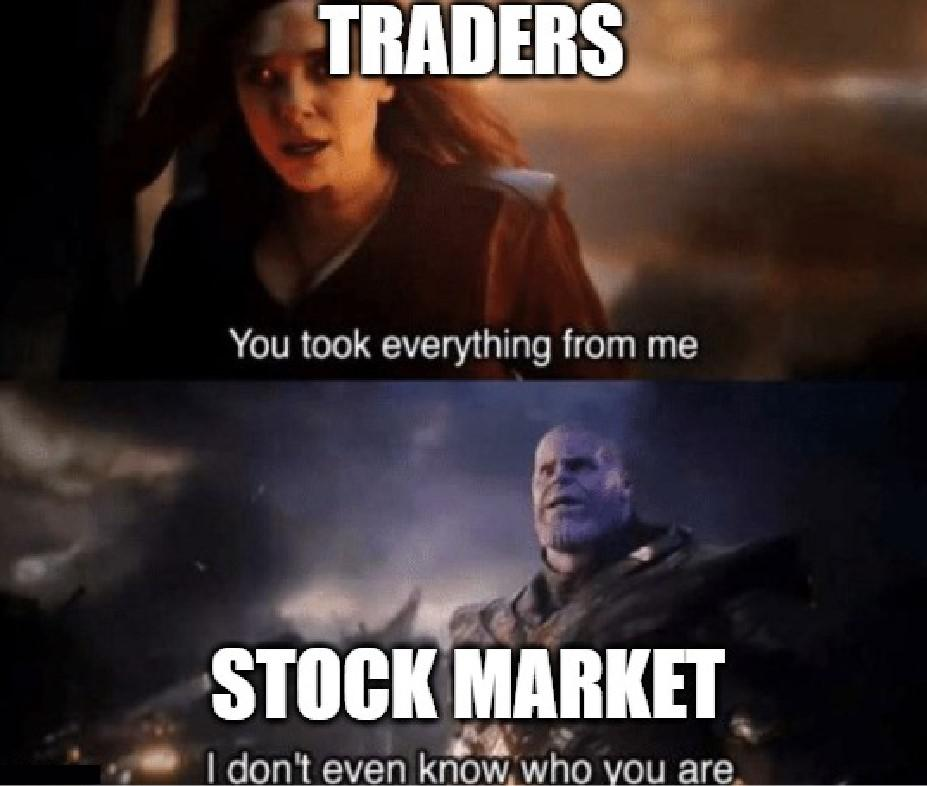 TRADERS
You took everything from me
STOCK MARKET
I don't even know who you are